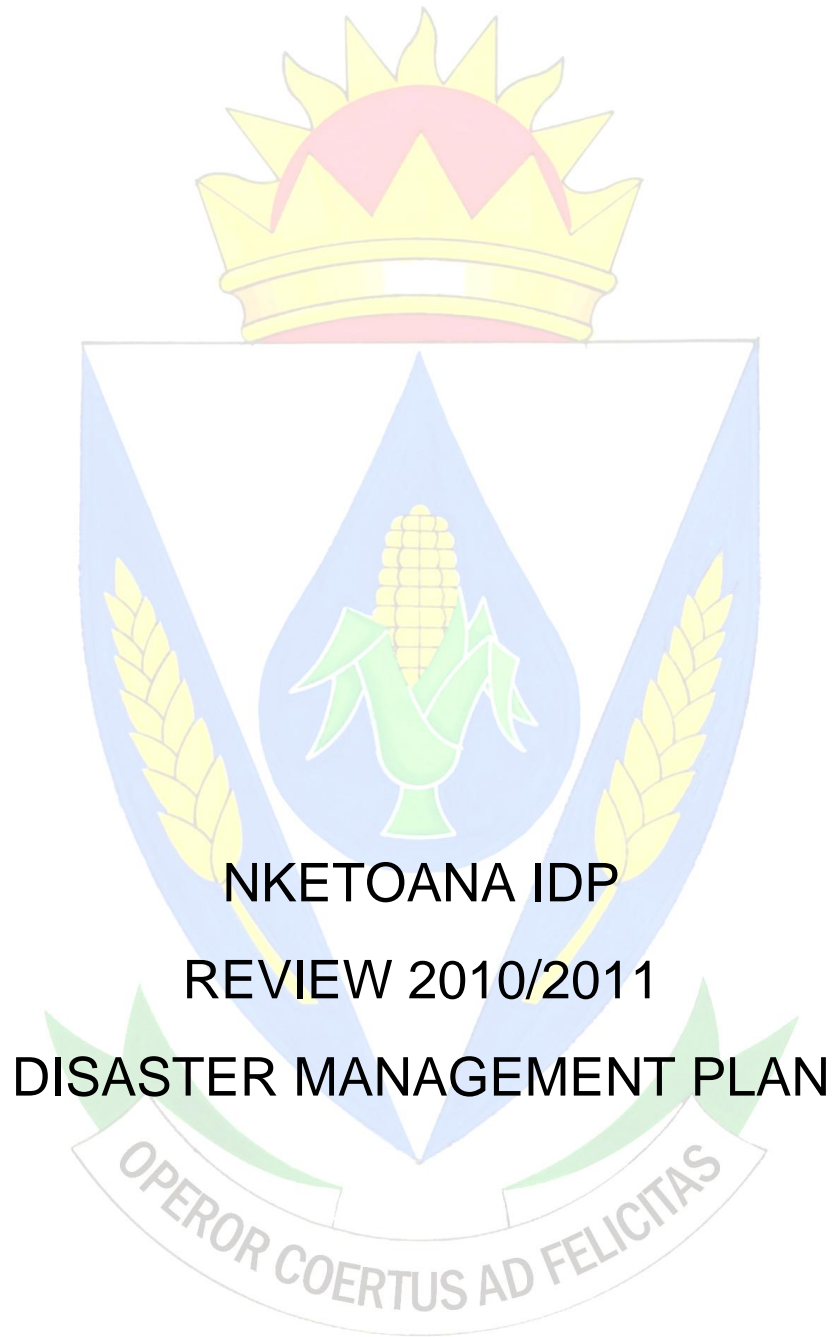 NKETOANA IDP
REVIEW 2010/2011
DISASTER MANAGEMENT PLAN
OPEROR COERTUS AD FELICITAS